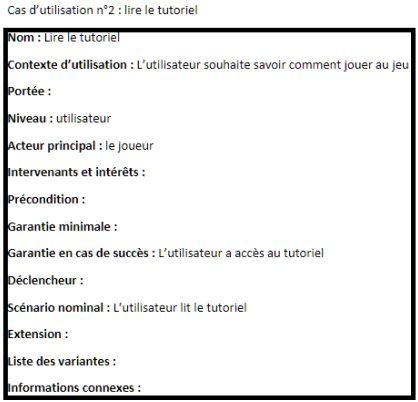 Cas d’utilisation n°2 : lire le tutoriel
Nom : Lire le tutoriel
Contexte d’utilisation : L’utilisateur souhaite savoir comment jouer au jeu
Portée :
Niveau : utilisateur
Acteur principal : le joueur
Intervenants et intérêts :
Précondition :
Garantie minimale :
Garantie en cas de succès : L’utilisateur a accès au tutoriel
Déclencheur :
Scénario nominal : L’utilisateur lit le tutoriel
Extension :
Liste des variantes :
Informations connexes :